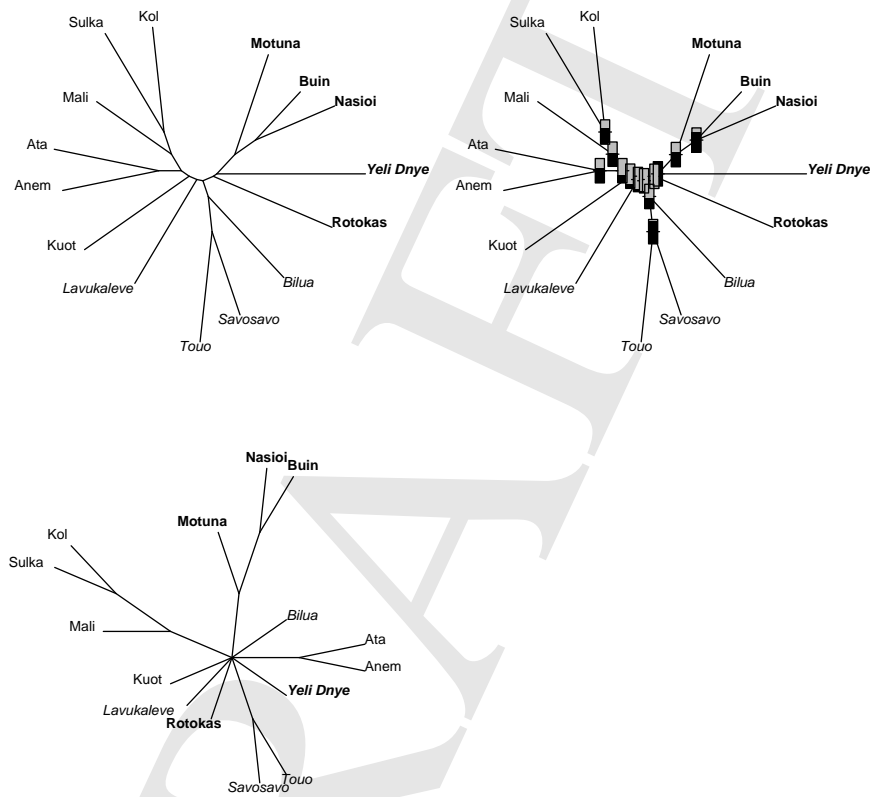 Sulka
Kol
Motuna
Buin
Nasioi
Mali
Ata
Anem
Yeli Dnye
Rotokas
Kuot
Lavukaleve
Bilua
Savosavo
Touo
Sulka
Kol
Motuna
Buin
Nasioi
Mali
Ata
Anem
Yeli Dnye
Rotokas
Kuot
Lavukaleve
Bilua
Savosavo
Touo
Nasioi
Buin
Motuna
Kol
Sulka
Mali
Bilua
Ata
Anem
Kuot
Yeli Dnye
Lavukaleve
Rotokas
Savosavo
Touo